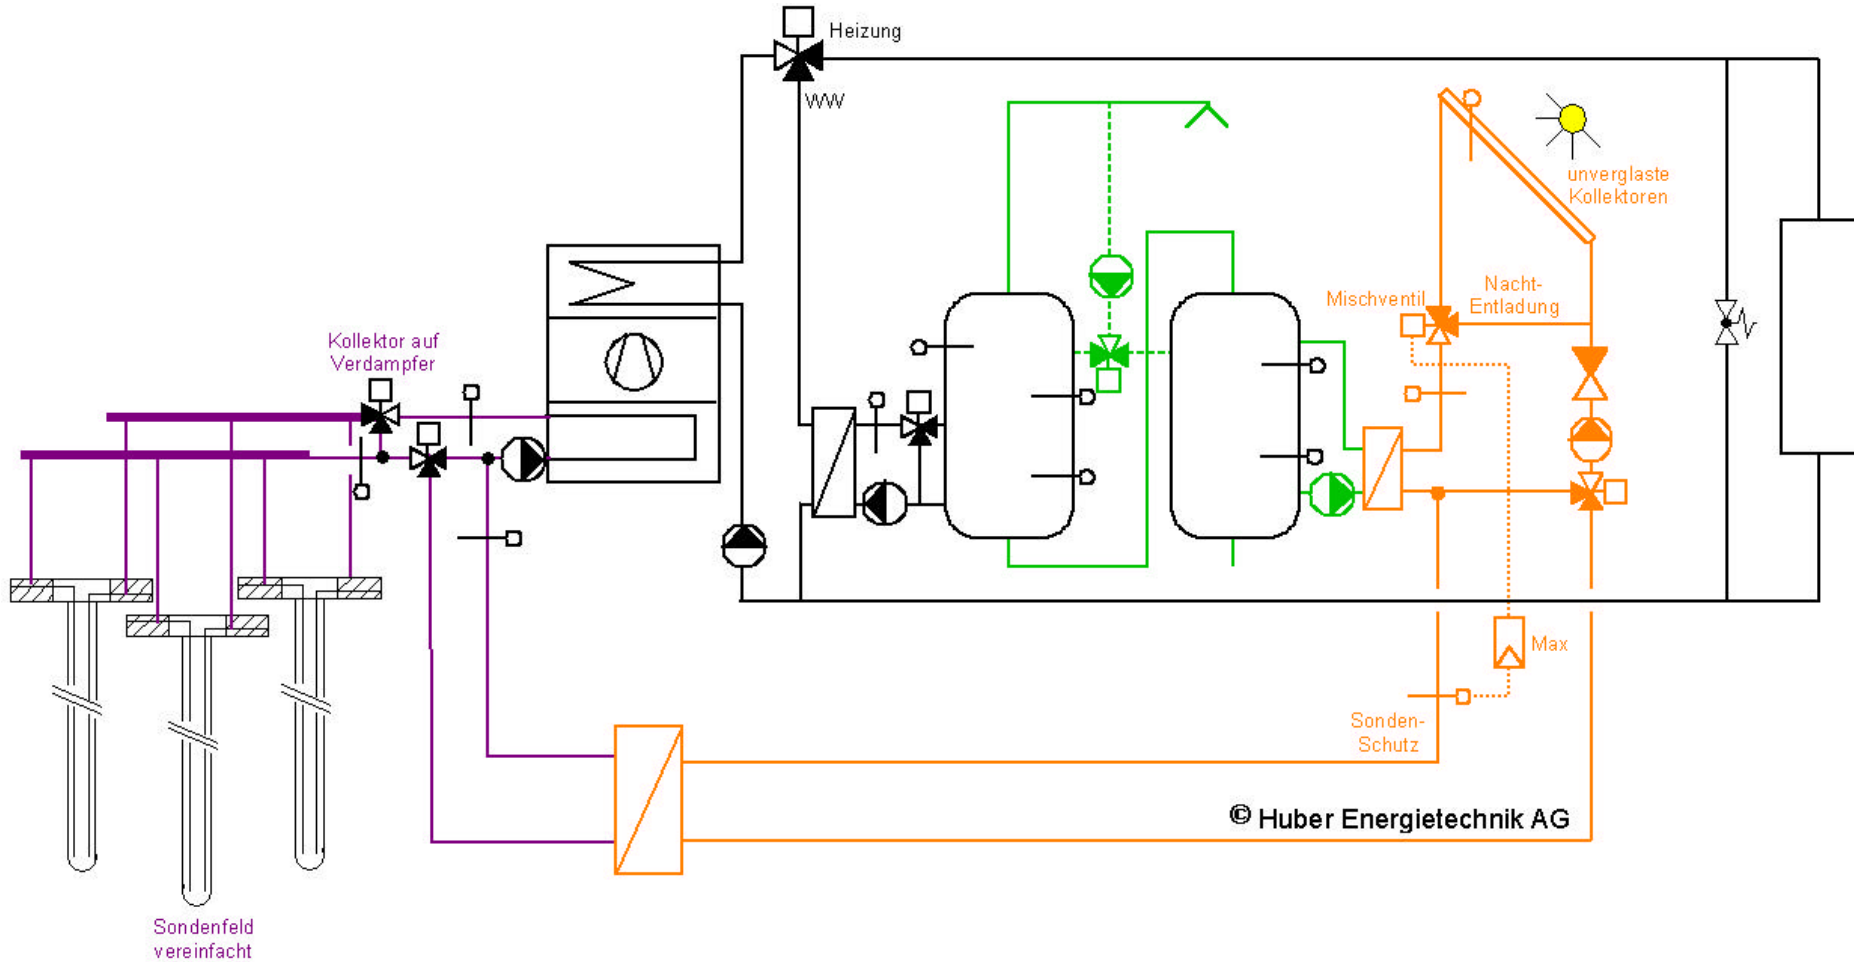 Heizung
WW
unverglaste
Kollektoren
Nacht-
Entladung
Mischventil
Kollektor auf
Verdampfer
Max
Sonden-
Schutz
© Huber Energietechnik AG
Sondenfeld
vereinfacht